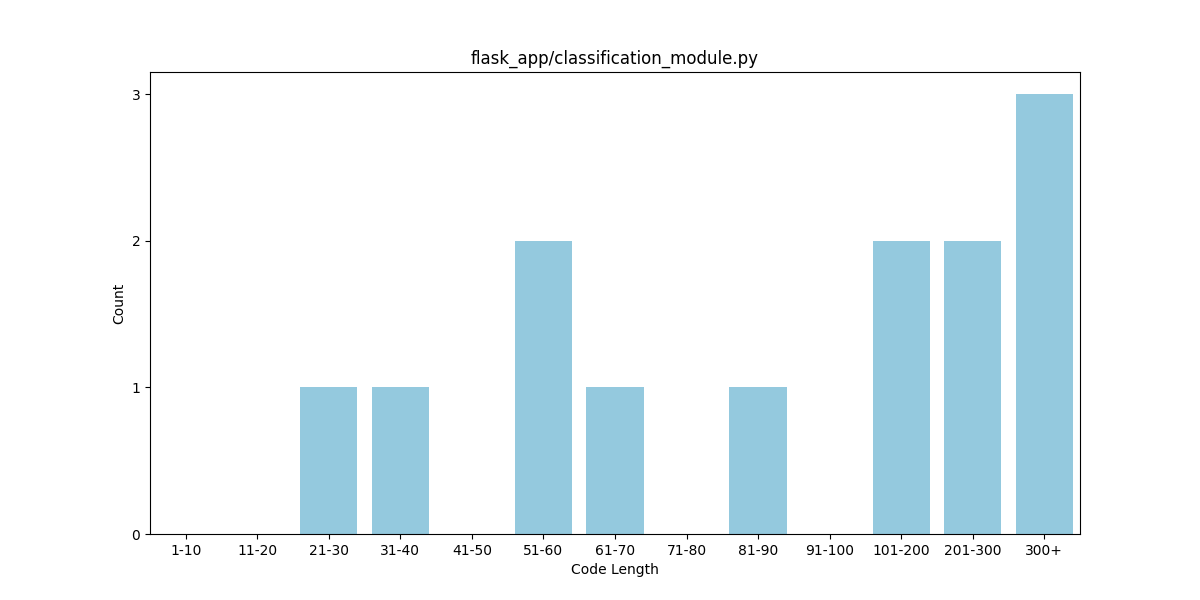 flask_app/classification_module.py
3
2
1
0
Count
1-10 11-20 21-30 31-40 41-50 51-60 61-70 71-80 81-90 91-100 101-200 201-300 300+
Code Length